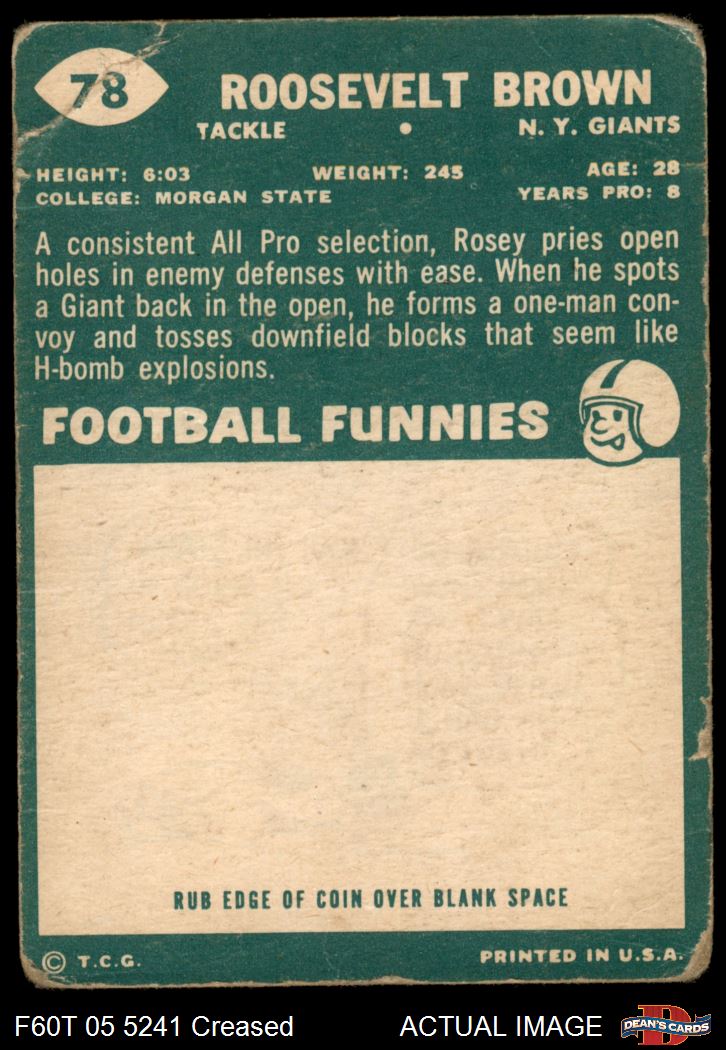 78
ROOSEVELT BROWN
TACKLE • N. Y. GIANTS
HEIGHT: 6:03 WEIGHT: 245 AGE: 28
COLLEGE: MORGAN STATE YEARS PRO: 8
A consistent All Pro selection, Rosey pries open
holes in enemy defenses with ease. When he spots
a Giant back in the open, he forms a one-man con-
voy and tosses downfield blocks that seem like
H-bomb explosions.
FOOTBALL FUNNIES
RUB EDGE OF COIN OVER BLANK SPACE
© T.C.G. PRINTED IN U.S.A.
F60T 05 5241 Creased ACTUAL IMAGE
D
DEAN'S CARDS